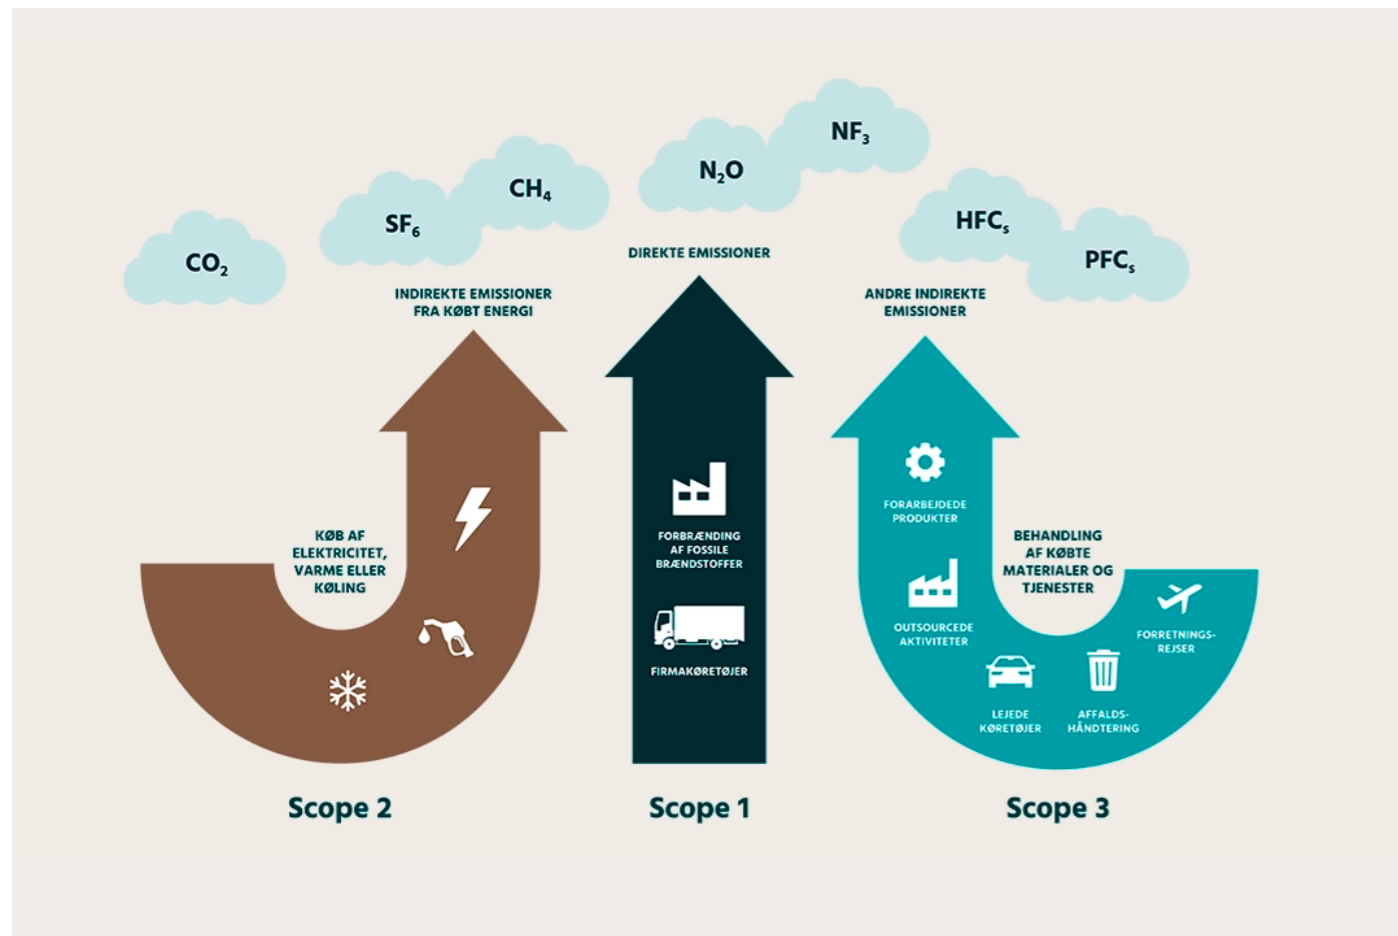 CO₂
SF₆
CH₄
N₂O
NF₃
HFCₛ
PFCₛ
INDIREKTE EMISSIONER
FRA KØBT ENERGI
DIREKTE EMISSIONER
ANDRE INDIREKTE
EMISSIONER
KØB AF
ELEKTRICITET,
VARME ELLER
KØLING
FORBRÆNDING
AF FOSSILE
BRÆNDSTOFFER
FIRMAKØRETØJER
FORARBEJDEDE
PRODUKTER
OUTSOURCEDE
AKTIVITETER
LEJEDE
KØRETØJER
AFFALDS-
HÅNDTERING
FORRETNINGS-
REJSER
BEHANDLING
AF KØBTE
MATERIALER OG
TJENESTER
Scope 2
Scope 1
Scope 3